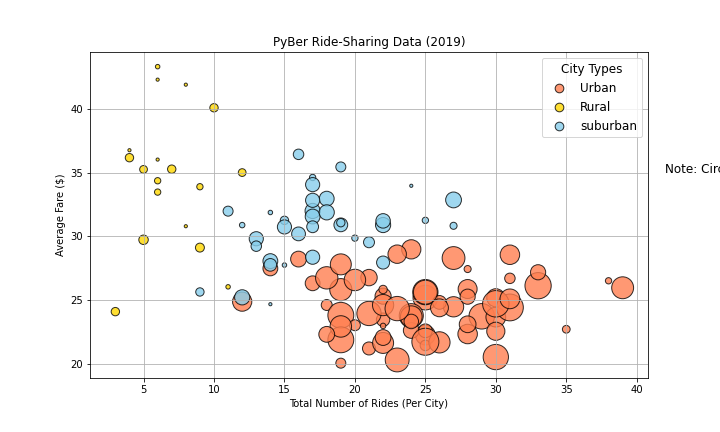 PyBer Ride-Sharing Data (2019)
City Types
Urban
Rural
suburban
Note:
Average Fare ($)
40
35
30
25
20
5 10 15 20 25 30 35 40
Total Number of Rides (Per City)